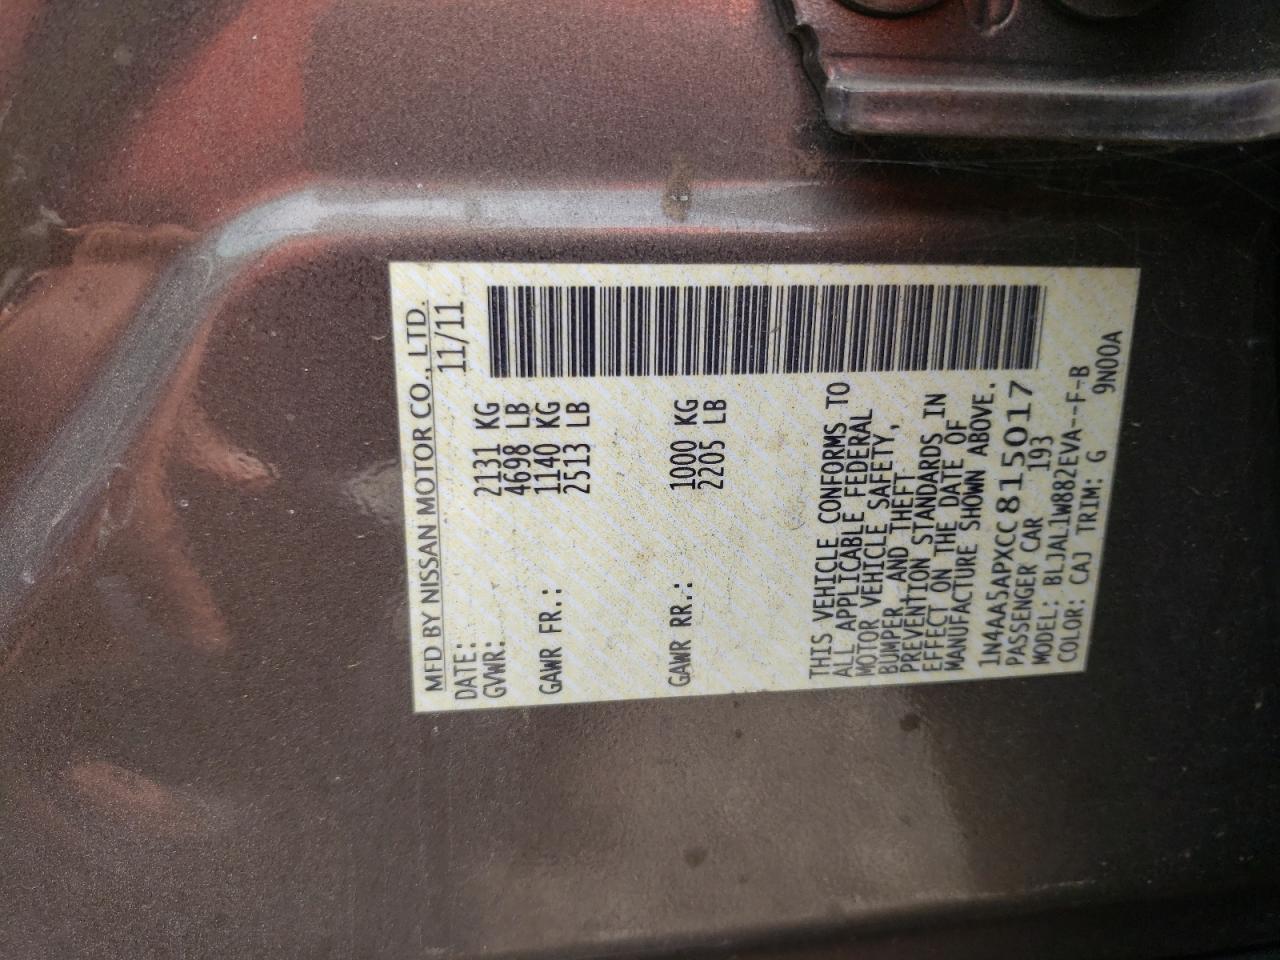 MFD BY NISSAN MOTOR CO., LTD.
DATE: 11/11
GVWR: 2131 KG
4698 LB
GAWR FR.: 1140 KG
2513 LB
GAWR RR.: 1000 KG
2205 LB
THIS VEHICLE CONFORMS TO
ALL APPLICABLE FEDERAL
MOTOR VEHICLE SAFETY,
BUMPER, AND THEFT
PREVENTION STANDARDS IN
EFFECT ON THE DATE OF
MANUFACTURE SHOWN ABOVE.
1N4AA5APXCC815017
PASSENGER CAR 193
MODEL: BLJAL1W882EVA--F-B
COLOR: CAJ TRIM: G 9N00A